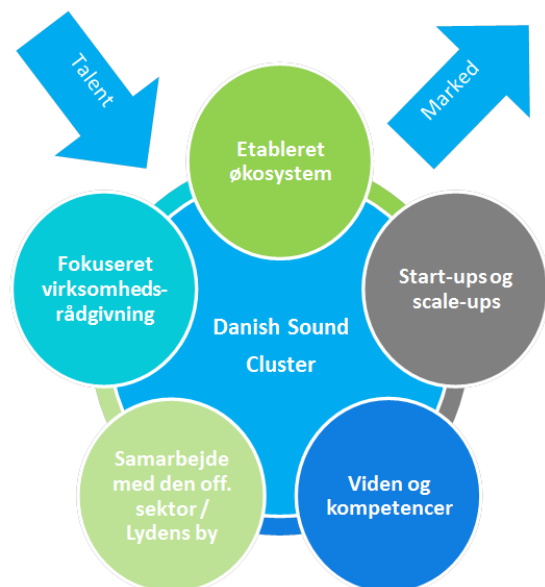 Talent
Marked
Etableret
økosystem
Fokuseret
virksomheds-
rådgivning
Start-ups og
scale-ups
Danish Sound
Cluster
Samarbejde
med den off.
sektor /
Lydens by
Viden og
kompetencer